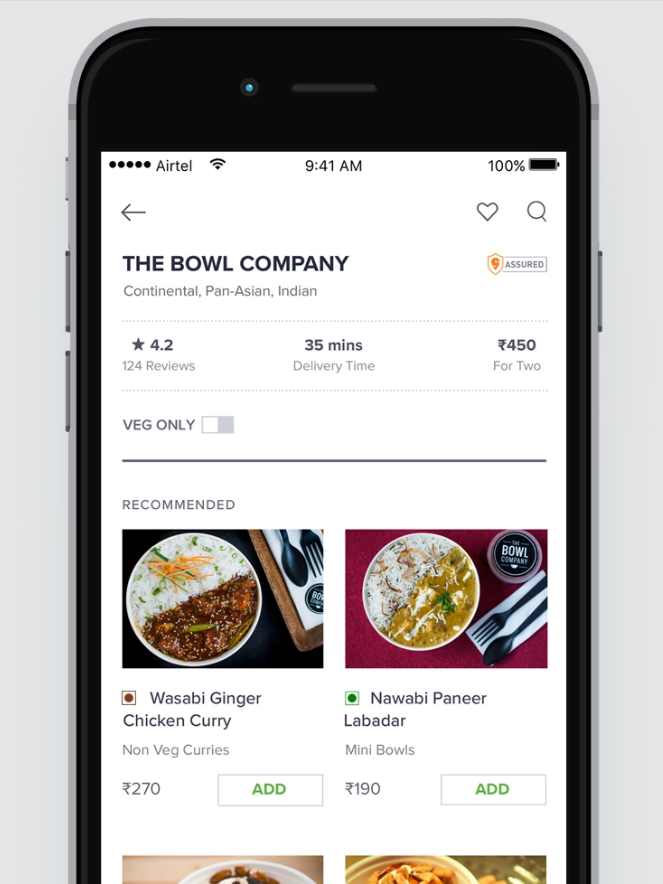 Airtel 9:41 AM 100%
THE BOWL COMPANY
ASSURED
Continental, Pan-Asian, Indian
★ 4.2 35 mins ₹450
124 Reviews Delivery Time For Two
VEG ONLY
RECOMMENDED
THE
BOWL
COMPANY
Wasabi Ginger
Chicken Curry
Non Veg Curries
₹270 ADD
Nawabi Paneer
Labadar
Mini Bowls
₹190 ADD